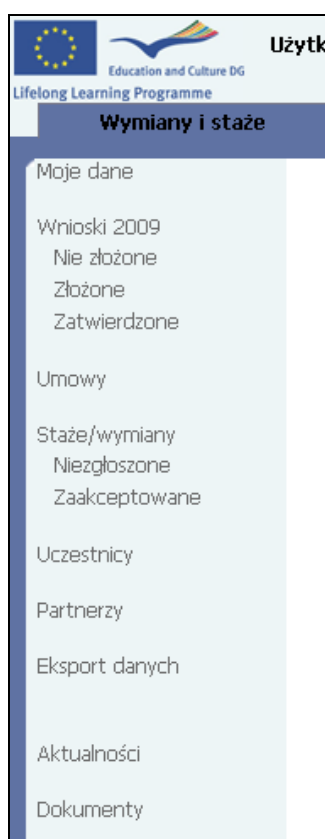 Education and Culture DG
Lifelong Learning Programme
Wymiany i staże
Moje dane
Wnioski 2009
Nie złożone
Złożone
Zatwierdzone
Umowy
Staże/wymiany
Niezgłoszone
Zaakceptowane
Uczestnicy
Partnerzy
Eksport danych
Aktualności
Dokumenty